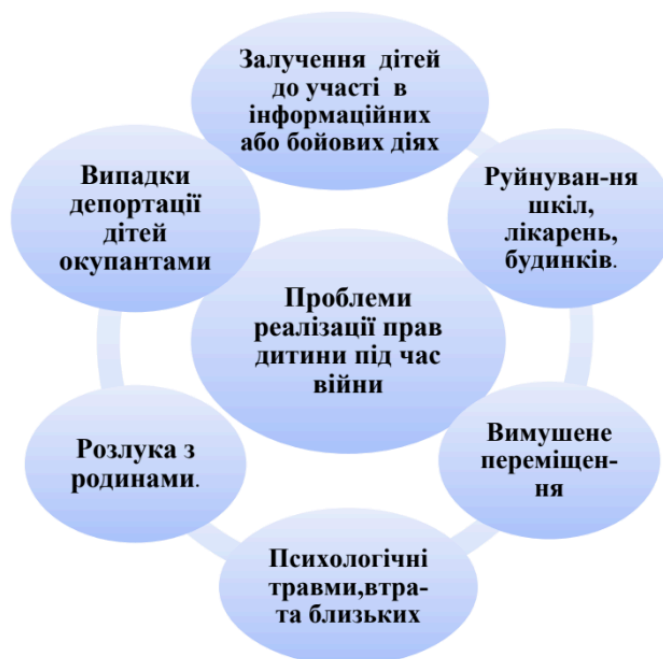 Залучення дітей
до участі в
інформаційних
або бойових діях
Руйнуван-ня
шкіл,
лікарень,
будинків.
Вимушене
переміщен-
ня
Психологічні
травми,втра-
та близьких
Розлука з
родинами.
Випадки
депортації
дітей
окупантами
Проблеми
реалізації прав
дитини під час
війни